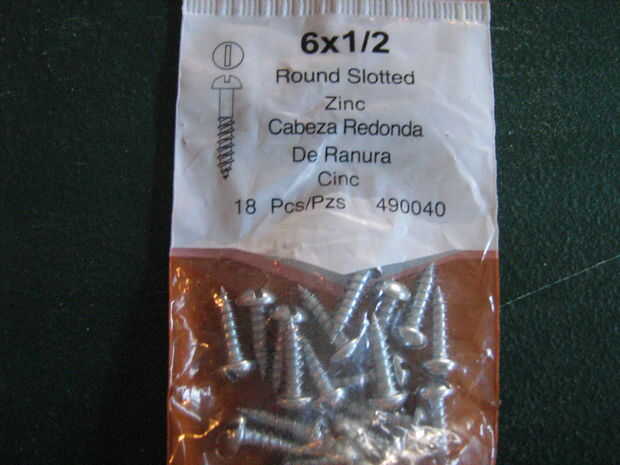 6x1/2
Round Slotted
Zinc
Cabeza Redonda
De Ranura
Cinc
18 Pcs/Pzs 490040